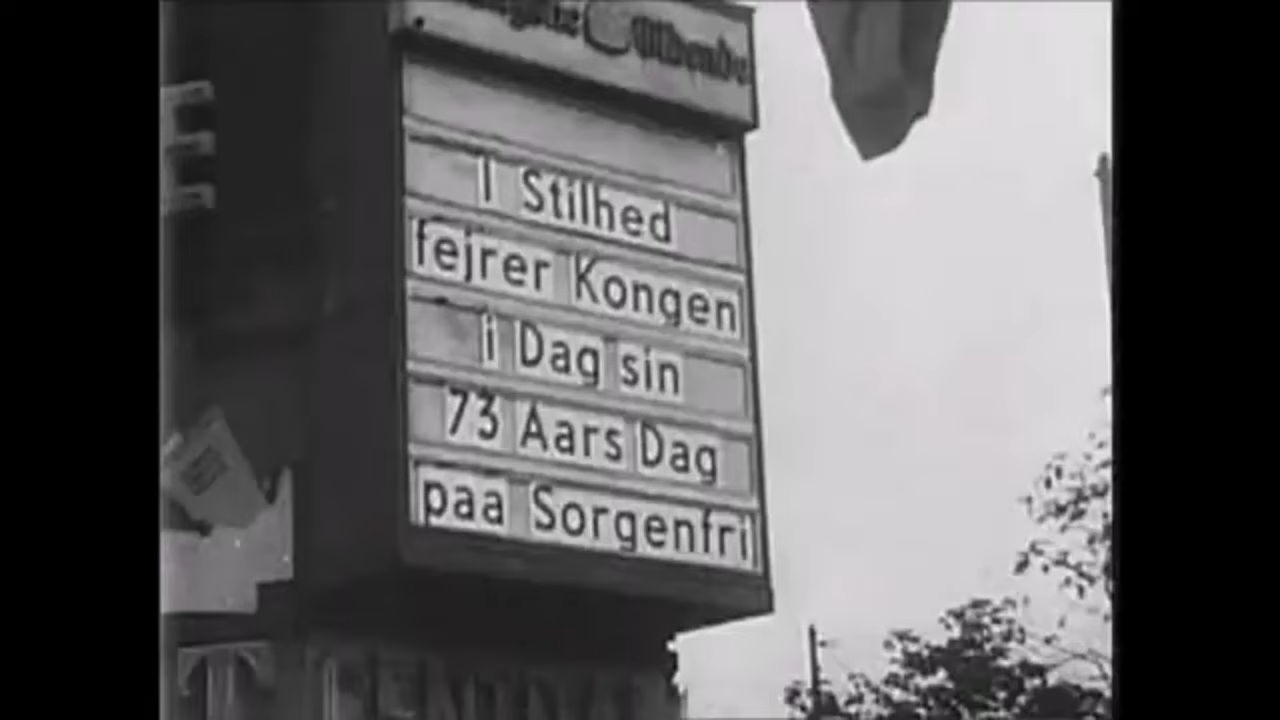 I Stilhed
fejrer Kongen
i Dag sin
73 Aars Dag
paa Sorgenfri